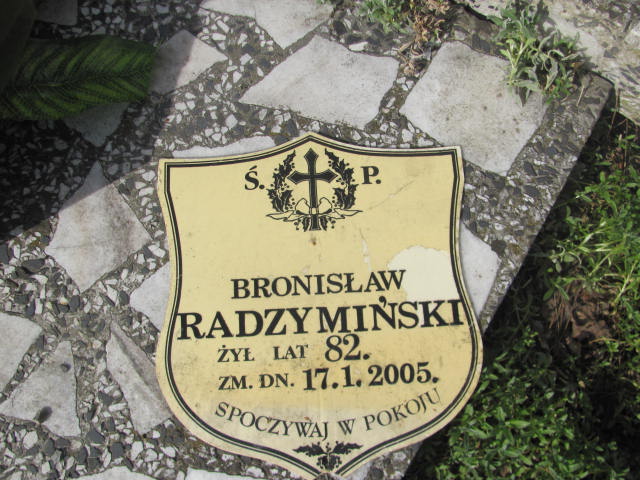 Ś. P.
BRONISŁAW
RADZYMIŃSKI
ŻYŁ LAT 82.
ZM. DN. 17.1.2005.
SPOCZYWAJ W POKOJU